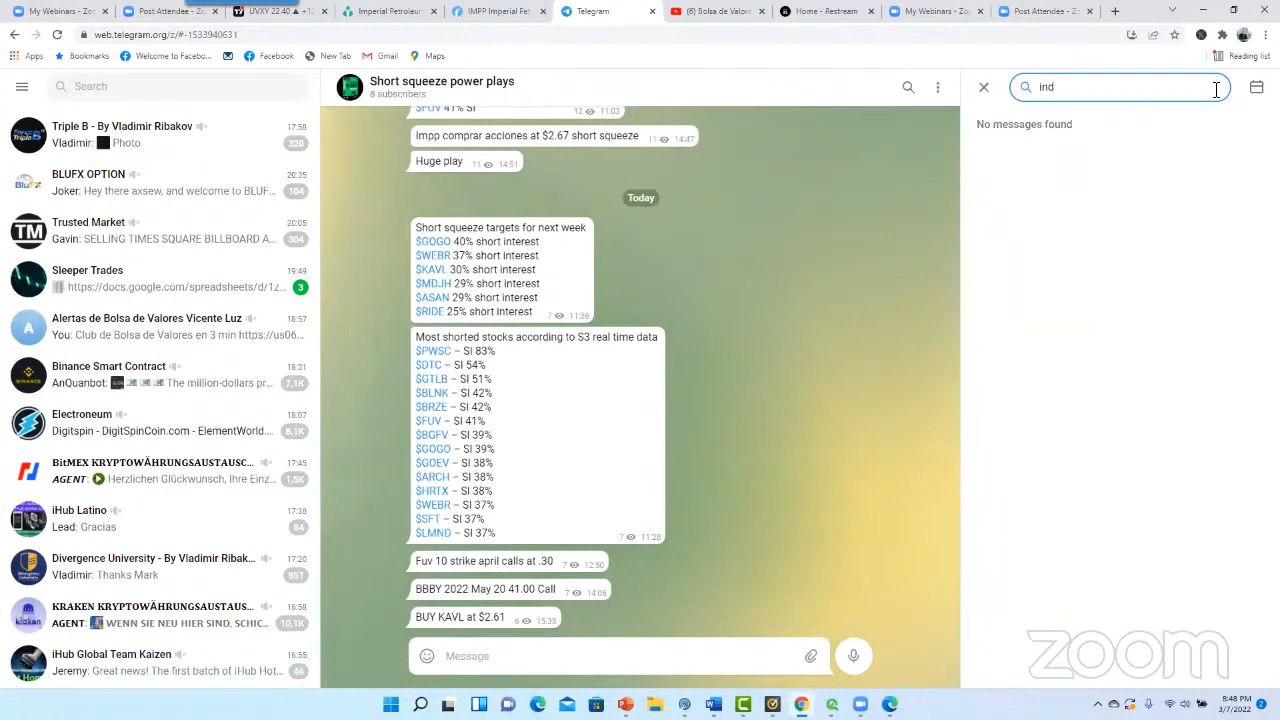 My Webinars - Zo
Post Attendee - Zo
UVXY 20.40 ▲ +1
Imperial Petroleur
IMPP Imperial Pet
Telegram
(6) Bolsa de Valor
Home - Restream
My Webinars - Zo
Post Attendee - Zo
web.telegram.org/z/#-1533940631
Apps
Bookmarks
Welcome to Facebo...
Facebook
New Tab
Gmail
Maps
Reading list
Search
Triple B - By Vladimir Ribakov
17:58
Vladimir: Photo
320
BLUFX OPTION
20:35
Joker: Hey there axsew, and welcome to BLUF...
104
Trusted Market
20:05
Gavin: SELLING TIMES SQUARE BILLBOARD A...
304
Sleeper Trades
19:49
https://docs.google.com/spreadsheets/d/1z...
3
Alertas de Bolsa de Valores Vicente Luz
18:57
You: Club de Bolsa de Valores en 3 min https://us06...
Binance Smart Contract
18:31
AnQuanbot: The million-dollars pr...
7,1K
Electroneum
18:07
Digitspin - DigitSpinCoin.com - ElementWorld....
8,1K
BitMEX KRYPTOWÄHRUNGSAUSTAUSC...
17:45
AGENT: Herzlichen Glückwunsch, Ihre Einz...
1,5K
iHub Latino
17:38
Lead: Gracias
84
Divergence University - By Vladimir Ribak...
17:20
Vladimir: Thanks Mark
951
KRAKEN KRYPTOWÄHRUNGSAUSTAUS...
16:58
AGENT: WENN SIE NEU HIER SIND, SCHIC...
10,1K
iHub Global Team Kaizen
16:55
Jeremy: Great news! The first batch of iHub Hot...
46
Short squeeze power plays
8 subscribers
$FUV 41% SI
12 11:03
Impp comprar acciones at $2.67 short squeeze
11 14:47
Huge play
11 14:51
Today
Short squeeze targets for next week
$GOGO 40% short interest
$WEBR 37% short interest
$KAVL 30% short interest
$MDJH 29% short interest
$ASAN 29% short interest
$RIDE 25% short interest
7 11:26
Most shorted stocks according to S3 real time data
$PWSC – SI 83%
$DTC – SI 54%
$GTLB – SI 51%
$BLNK – SI 42%
$BRZE – SI 42%
$FUV – SI 41%
$BGFV – SI 39%
$GOGO – SI 39%
$GOEV – SI 38%
$ARCH – SI 38%
$HRTX – SI 38%
$WEBR – SI 37%
$SFT – SI 37%
$LMND – SI 37%
7 11:28
Fuv 10 strike april calls at .30
7 12:50
BBBY 2022 May 20 41.00 Call
7 14:06
BUY KAVL at $2.61
6 15:38
Message
ind
No messages found
zoom
8:48 PM
3/7/2022
2